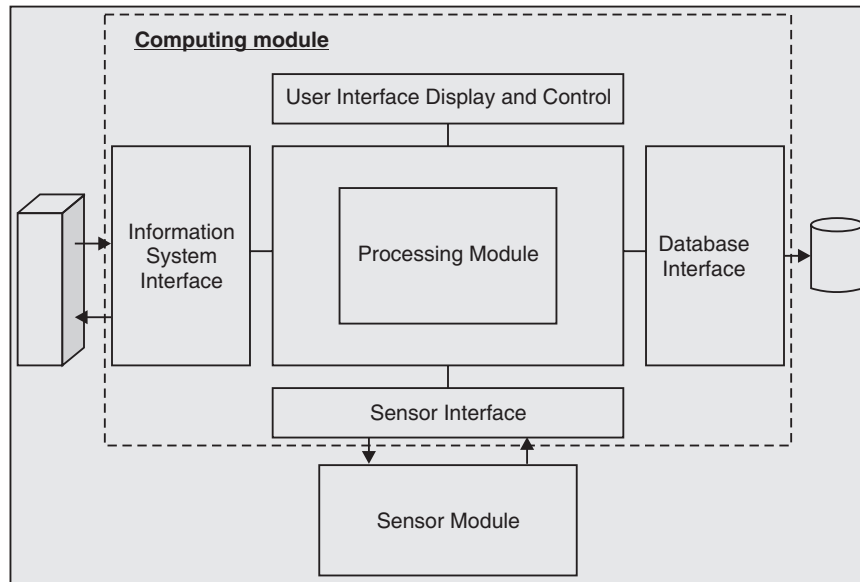 Computing module
User Interface Display and Control
Information
System
Interface
Processing Module
Database
Interface
Sensor Interface
Sensor Module